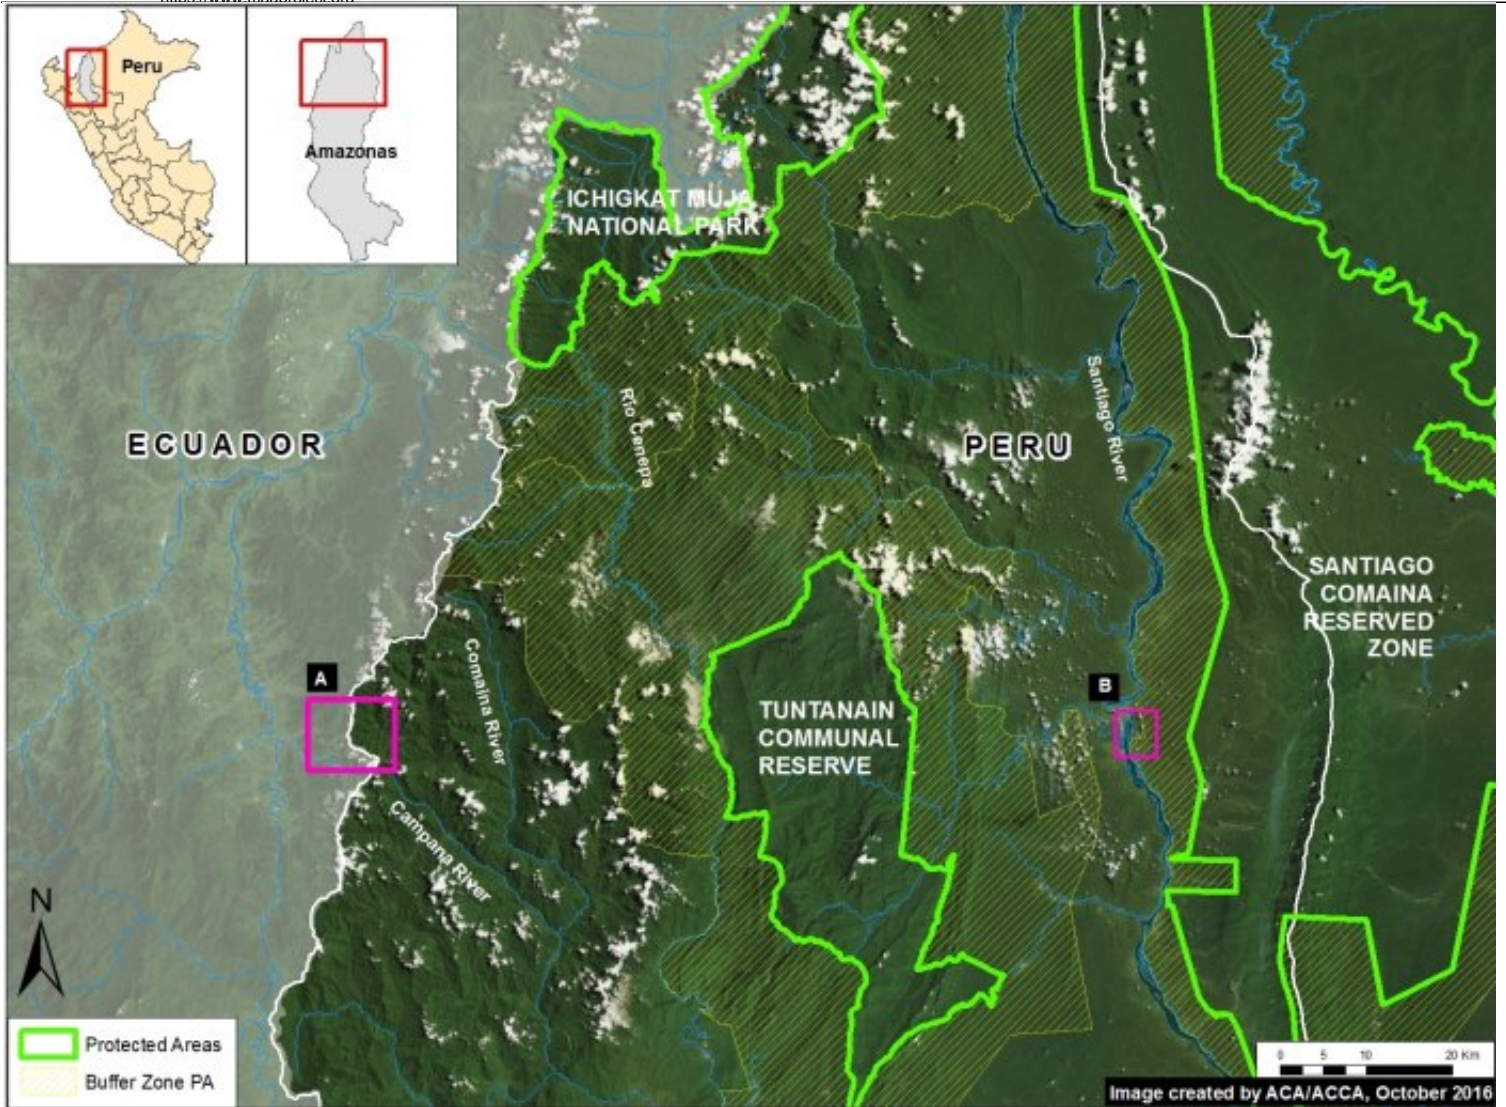 Peru
Amazonas
ICHIGKAT MUJA
NATIONAL PARK
ECUADOR
Rio Cenepa
PERU
Santiago River
SANTIAGO
COMAINA
RESERVED
ZONE
A
Comaina River
B
TUNTANAIN
COMMUNAL
RESERVE
Campana River
N
Protected Areas
Buffer Zone PA
0 5 10 20 Km
Image created by ACA/ACCA, October 2016